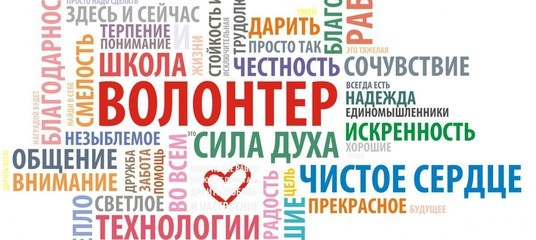 ПРОСТО НАДО СДЕЛАТЬ
ЗДЕСЬ И СЕЙЧАС
ТЕРПЕНИЕ
ПОНИМАНИЕ
И
ШКОЛА
ЖИЗНИ
СТОЙКОСТЬ И
ИСКЛЮЧИТЕЛЬНАЯ
ТРУДОЛЮ
ДАРИТЬ
ПРОСТО ТАК
ЧЕСТНОСТЬ
БЛАГО
РАБ
ЭТО ТЯЖЕЛАЯ
СОЧУВСТВИЕ
БЛАГОДАРНОС
НАГРАДОЙ БУДЕТ
НАЙТИ В СЕБЕ
СМЕЛОСТЬ
ВОЛОНТЕР
ВСЕГДА ЕСТЬ
НАДЕЖДА
ЕДИНОМЫШЛЕННИКИ
НЕЗЫБЛЕМОЕ
ЭТО
СИЛА ДУХА
ИСКРЕННОСТЬ
ХОРОШИЕ
ОБЩЕНИЕ
ВНИМАНИЕ
ДРУЖБА
ЗАБОТА
ПОМОЩЬ
ВО ВСЕМ
ЦЕЛЬ
ЧИСТОЕ СЕРДЦЕ
ЕПЛО
СВЕТЛОЕ
РАДОСТЬ
ШИЕ
ПРЕКРАСНОЕ
БУДУЩЕЕ
ТЕХНОЛОГИИ